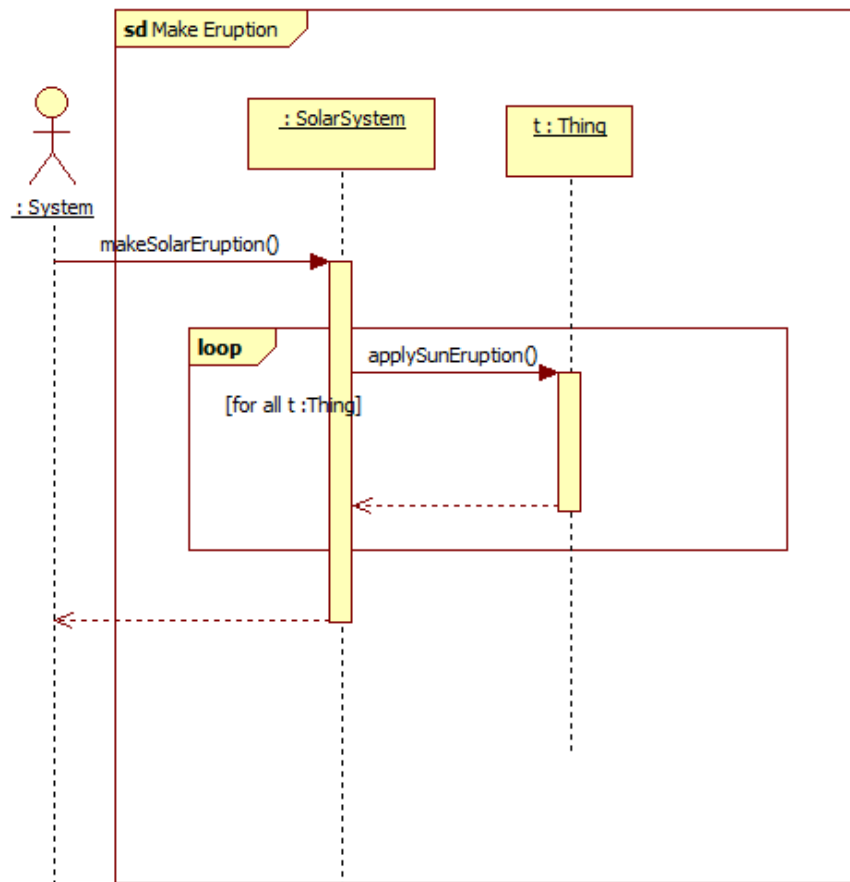 sd Make Eruption
: SolarSystem
t : Thing
: System
makeSolarEruption()
loop
applySunEruption()
[for all t :Thing]